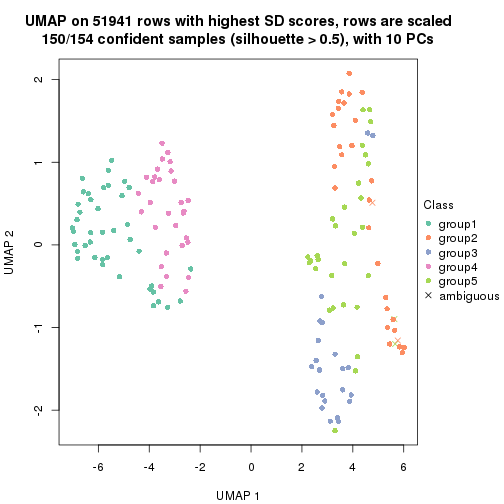 UMAP on 51941 rows with highest SD scores, rows are scaled
150/154 confident samples (silhouette > 0.5), with 10 PCs
2
1
0
-1
-2
UMAP 2
-6
-4
-2
0
2
4
6
UMAP 1
Class
group1
group2
group3
group4
group5
ambiguous